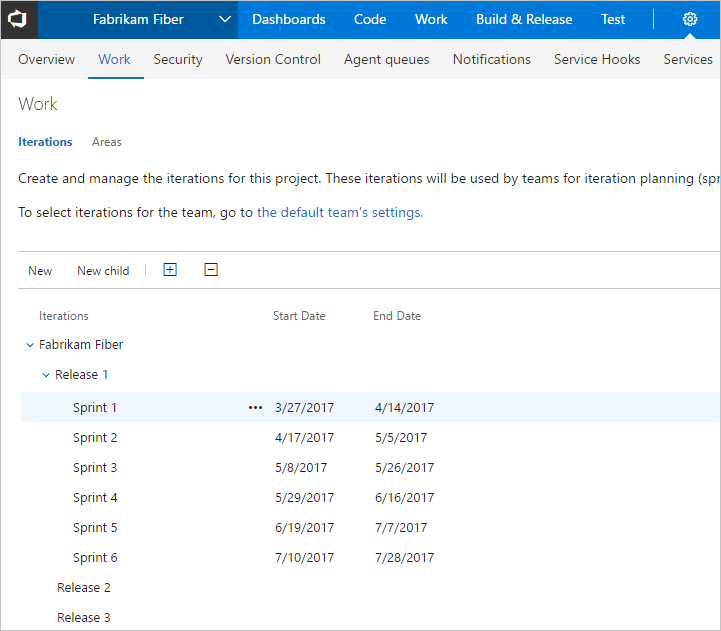 Fabrikam Fiber Dashboards Code Work Build & Release Test
Overview Work Security Version Control Agent queues Notifications Service Hooks Services
Work
Iterations Areas
Create and manage the iterations for this project. These iterations will be used by teams for iteration planning (spr
To select iterations for the team, go to the default team's settings.
New New child
Iterations Start Date End Date
Fabrikam Fiber
Release 1
Sprint 1 ••• 3/27/2017 4/14/2017
Sprint 2 4/17/2017 5/5/2017
Sprint 3 5/8/2017 5/26/2017
Sprint 4 5/29/2017 6/16/2017
Sprint 5 6/19/2017 7/7/2017
Sprint 6 7/10/2017 7/28/2017
Release 2
Release 3